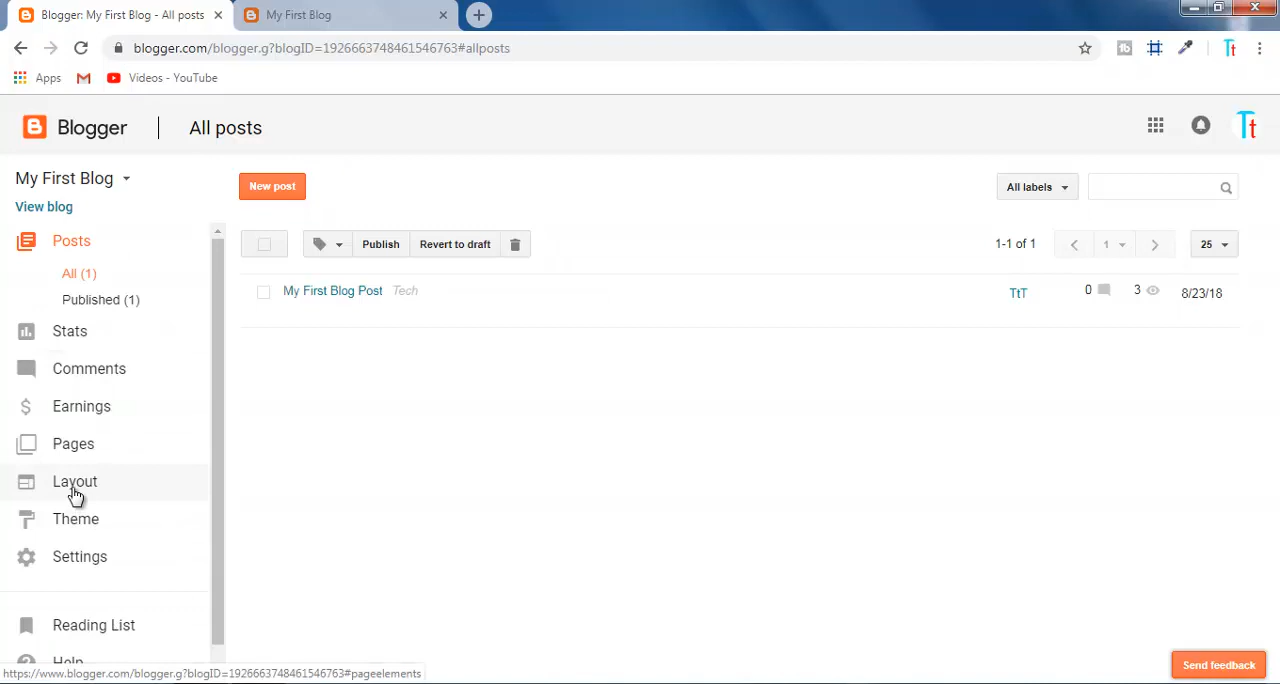 Blogger: My First Blog - All posts
My First Blog
blogger.com/blogger.g?blogID=1926663748461546763#allposts
Tt
Apps
Videos - YouTube
Blogger
All posts
Tt
My First Blog
View blog
New post
All labels
Posts
All (1)
Published (1)
Publish
Revert to draft
1-1 of 1
1
25
My First Blog Post Tech
TtT
0
3
8/23/18
Stats
Comments
Earnings
Pages
Layout
Theme
Settings
Reading List
Help
https://www.blogger.com/blogger.g?blogID=1926663748461546763#pageelements
Send feedback